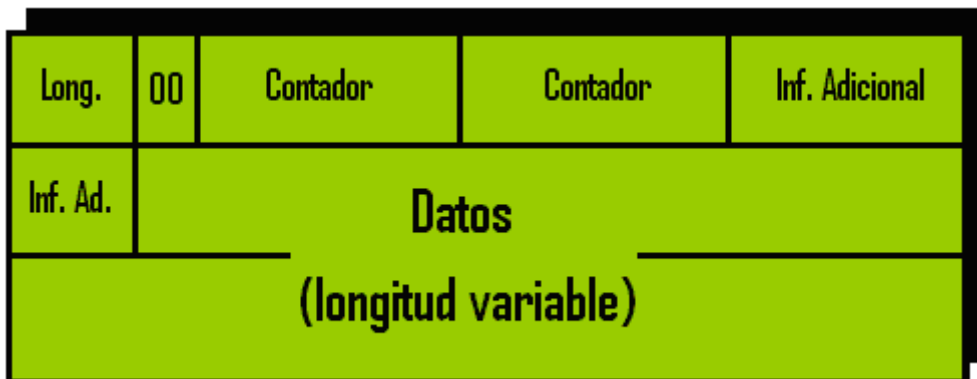 Long. 00 Contador Contador Inf. Adicional
Inf. Ad. Datos
(longitud variable)